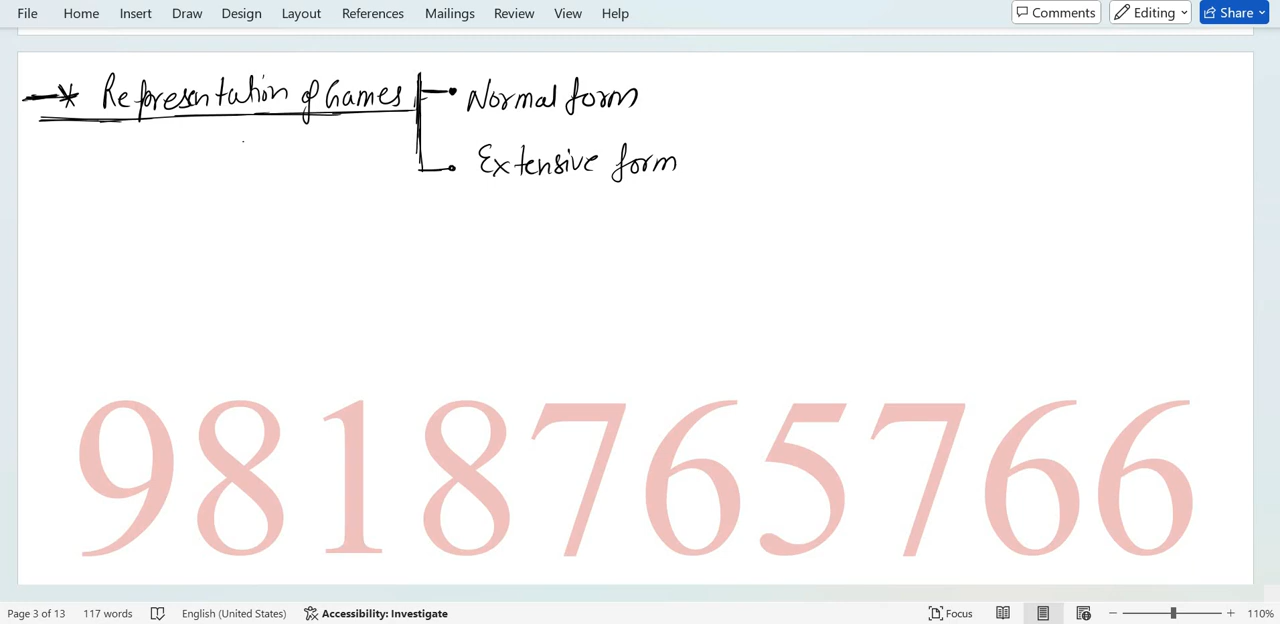 File Home Insert Draw Design Layout References Mailings Review View Help Comments Editing Share
* Representation of Games Normal form
Extensive form
9818765766
Page 3 of 13 117 words English (United States) Accessibility: Investigate Focus 110%